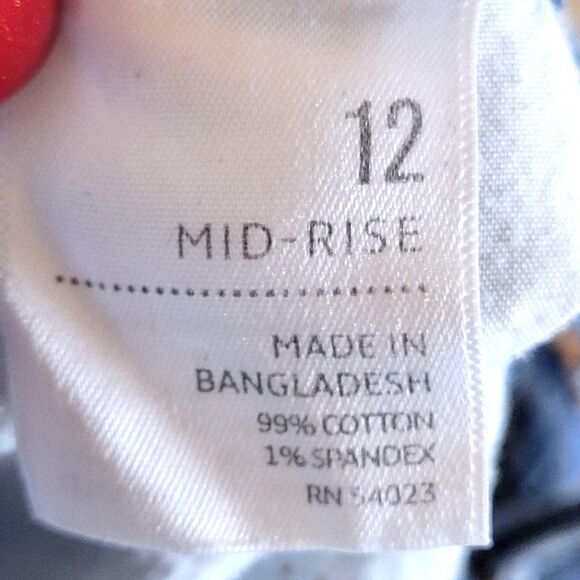 12
MID-RISE
MADE IN
BANGLADESH
99% COTTON
1% SPANDEX
RN 54023